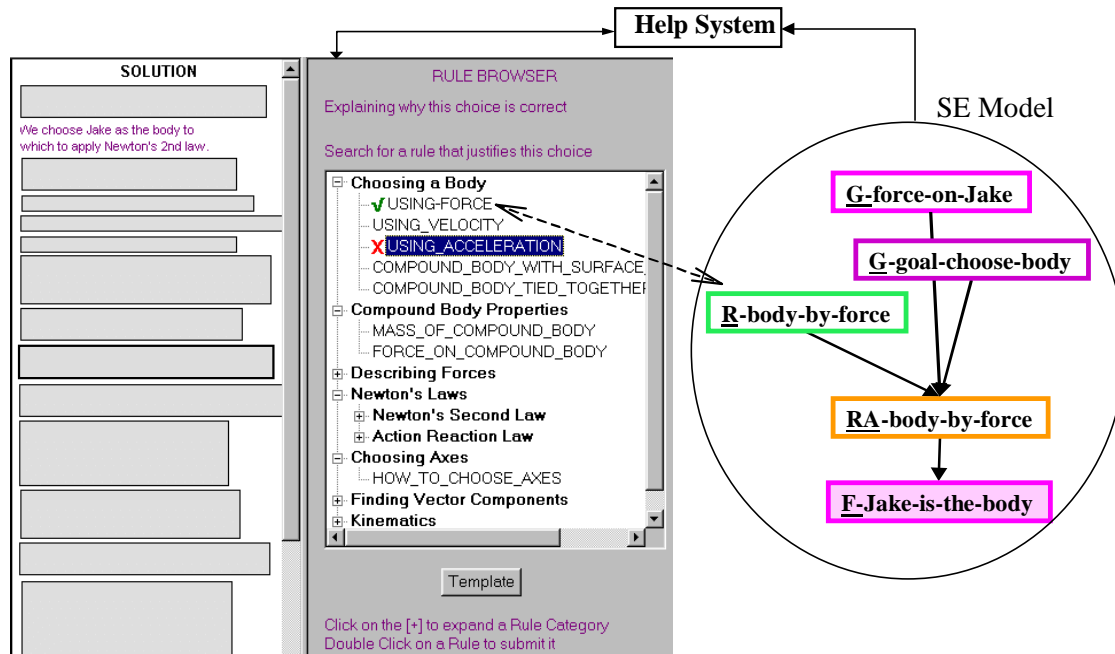 Help System
SOLUTION
We choose Jake as the body to
which to apply Newton's 2nd law.
RULE BROWSER
Explaining why this choice is correct
Search for a rule that justifies this choice
Choosing a Body
USING-FORCE
USING_VELOCITY
X USING_ACCELERATION
COMPOUND_BODY_WITH_SURFACE_
COMPOUND_BODY_TIED_TOGETHER
Compound Body Properties
MASS_OF_COMPOUND_BODY
FORCE_ON_COMPOUND_BODY
Describing Forces
Newton's Laws
Newton's Second Law
Action Reaction Law
Choosing Axes
HOW_TO_CHOOSE_AXES
Finding Vector Components
Kinematics
Template
Click on the [+] to expand a Rule Category
Double Click on a Rule to submit it
SE Model
G-force-on-Jake
G-goal-choose-body
R-body-by-force
RA-body-by-force
F-Jake-is-the-body